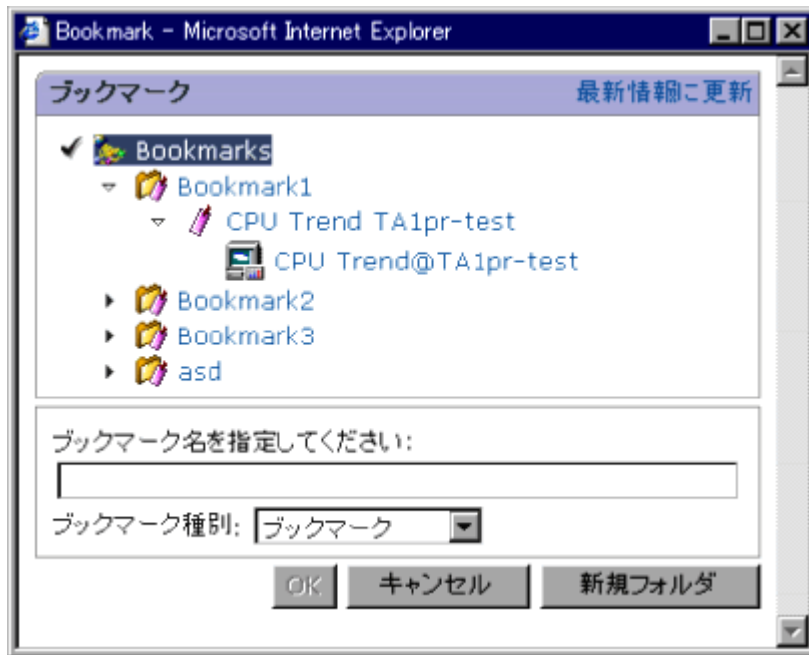 Bookmark - Microsoft Internet Explorer
ブックマーク 最新情報に更新
Bookmarks
Bookmark1
CPU Trend TA1pr-test
CPU Trend@TA1pr-test
Bookmark2
Bookmark3
asd
ブックマーク名を指定してください:
ブックマーク種別: ブックマーク
OK キャンセル 新規フォルダ